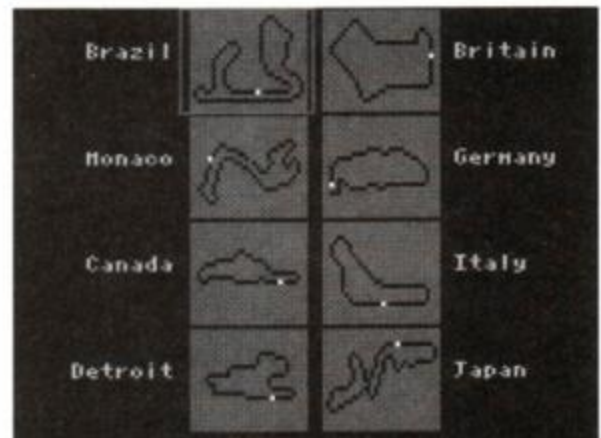 Brazil
Britain
Monaco
Germany
Canada
Italy
Detroit
Japan